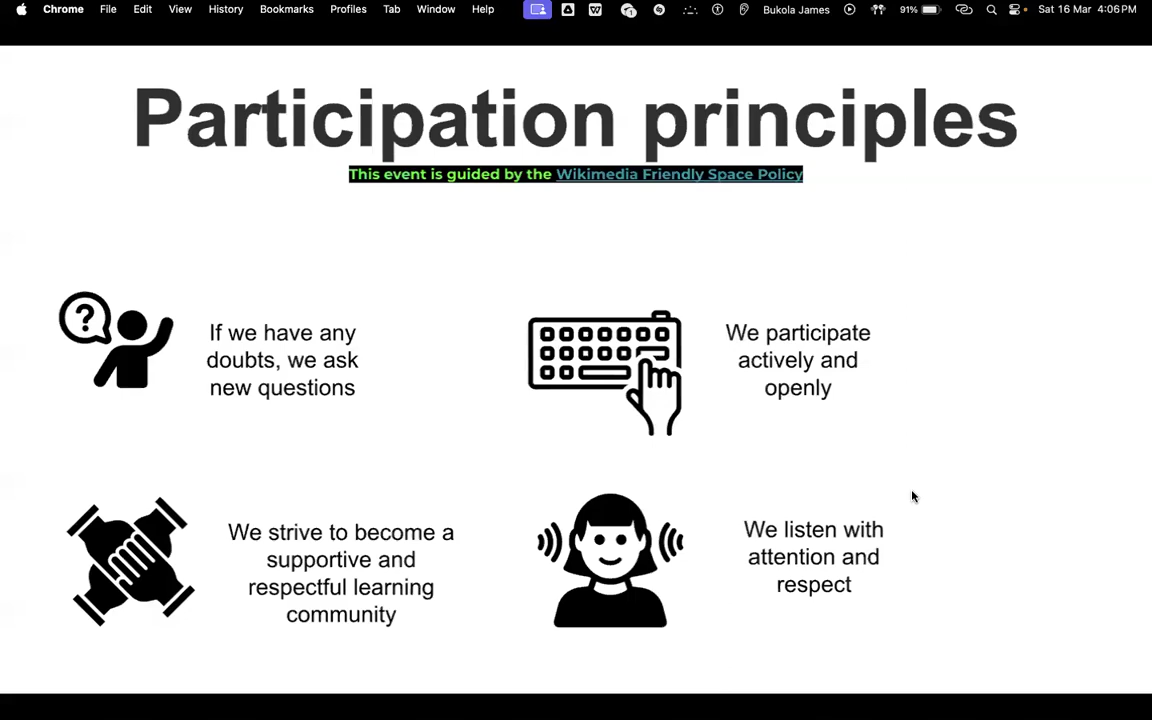 Chrome File Edit View History Bookmarks Profiles Tab Window Help W 1 Bukola James 91% Sat 16 Mar 4:06 PM
Participation principles
This event is guided by the Wikimedia Friendly Space Policy
?
If we have any
doubts, we ask
new questions
We participate
actively and
openly
We strive to become a
supportive and
respectful learning
community
We listen with
attention and
respect